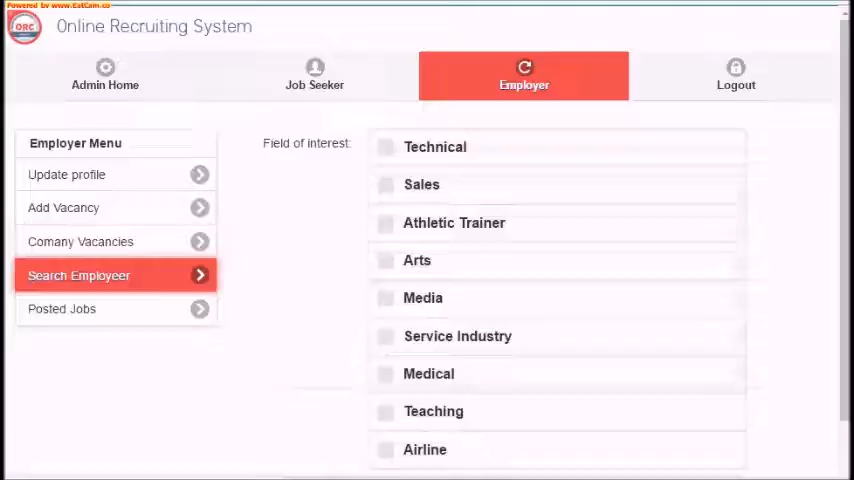 Powered by www.EatCam.co
ORC
Online Recruiting System
Admin Home
Job Seeker
Employer
Logout
Employer Menu
Update profile
Add Vacancy
Comany Vacancies
Search Employeer
Posted Jobs
Field of interest:
Technical
Sales
Athletic Trainer
Arts
Media
Service Industry
Medical
Teaching
Airline